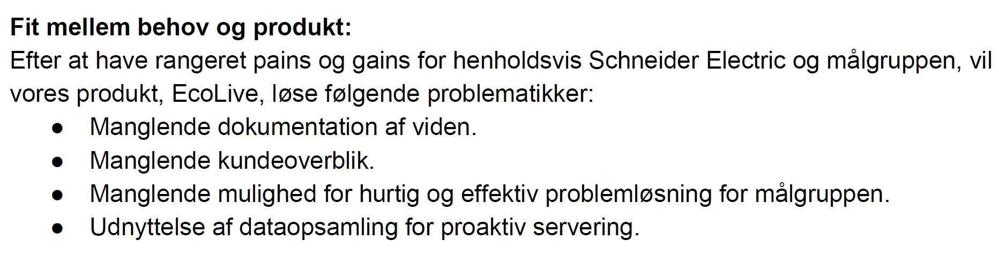 Fit mellem behov og produkt:
Efter at have rangeret pains og gains for henholdsvis Schneider Electric og målgruppen, vil
vores produkt, EcoLive, løse følgende problematikker:
● Manglende dokumentation af viden.
● Manglende kundeoverblik.
● Manglende mulighed for hurtig og effektiv problemløsning for målgruppen.
● Udnyttelse af dataopsamling for proaktiv servering.